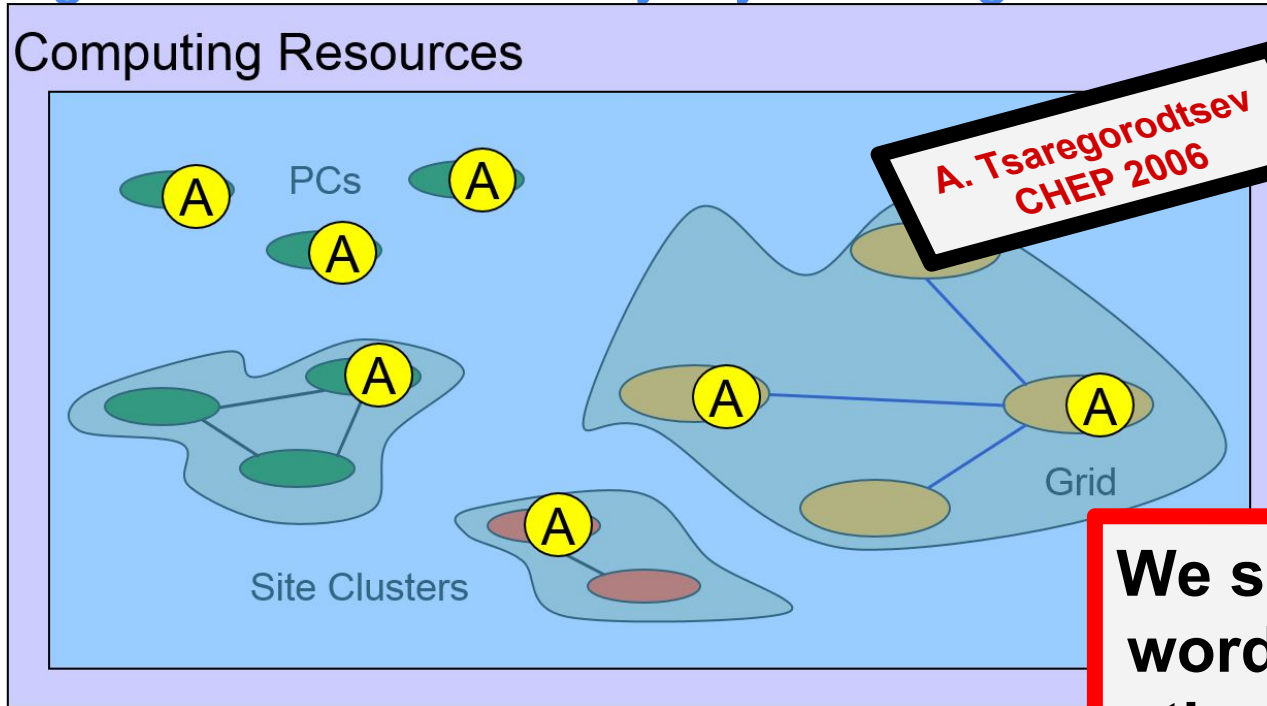 Computing Resources
A. Tsaregorodtsev
CHEP 2006
A
PCs
A
A
A
A
A
Grid
A
Site Clusters
We s
word